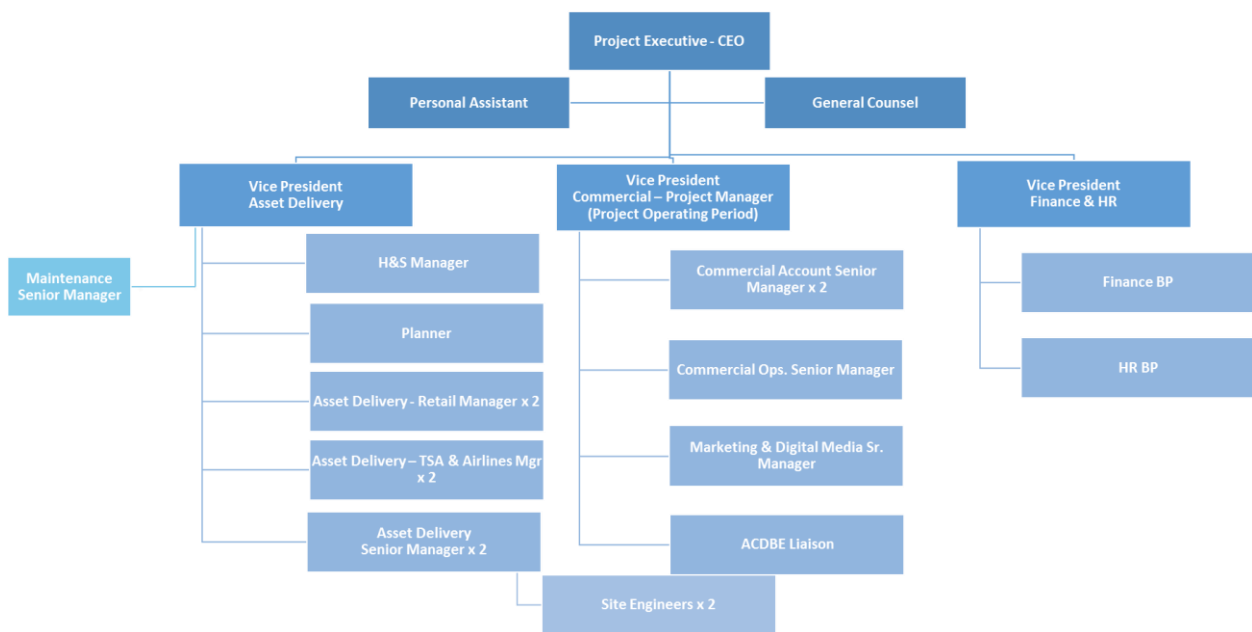 Project Executive - CEO
Personal Assistant
General Counsel
Vice President
Asset Delivery
Vice President
Commercial – Project Manager
(Project Operating Period)
Vice President
Finance & HR
Maintenance
Senior Manager
H&S Manager
Planner
Asset Delivery - Retail Manager x 2
Asset Delivery – TSA & Airlines Mgr
x 2
Asset Delivery
Senior Manager x 2
Site Engineers x 2
Commercial Account Senior
Manager x 2
Commercial Ops. Senior Manager
Marketing & Digital Media Sr.
Manager
ACDBE Liaison
Finance BP
HR BP